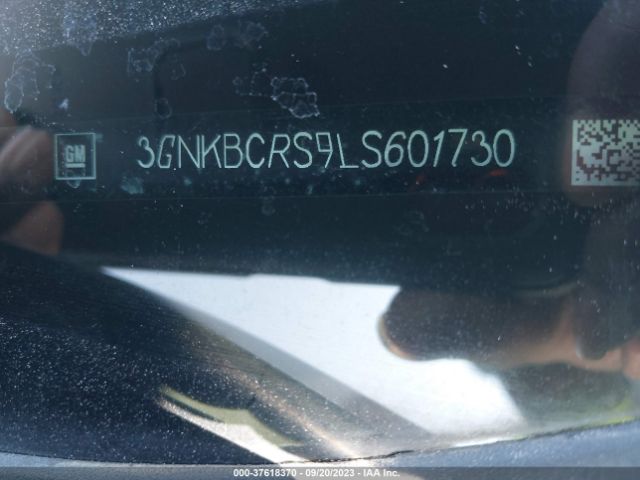 GM 3GNKBCRS9LS601730
000-37618370 - 09/20/2023 - IAA Inc.